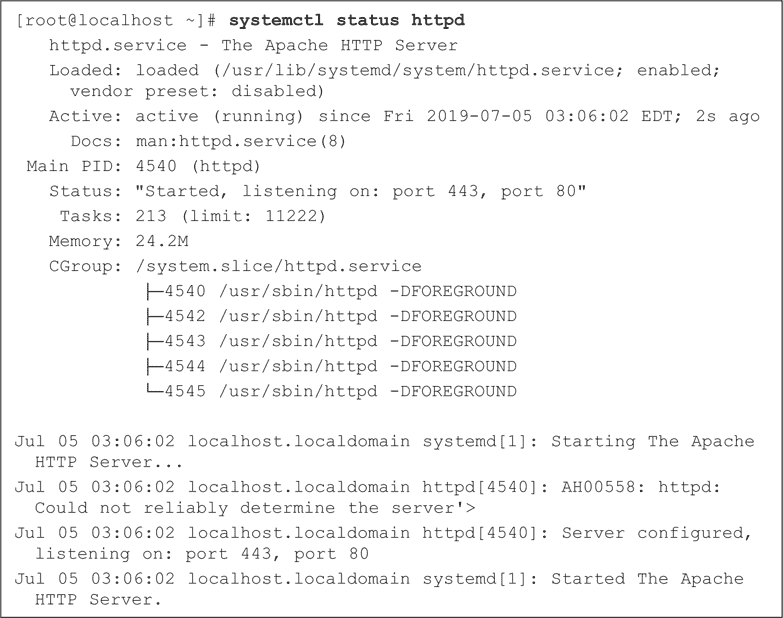 [root@localhost ~]# systemctl status httpd
httpd.service - The Apache HTTP Server
Loaded: loaded (/usr/lib/systemd/system/httpd.service; enabled;
vendor preset: disabled)
Active: active (running) since Fri 2019-07-05 03:06:02 EDT; 2s ago
Docs: man:httpd.service(8)
Main PID: 4540 (httpd)
Status: "Started, listening on: port 443, port 80"
Tasks: 213 (limit: 11222)
Memory: 24.2M
CGroup: /system.slice/httpd.service
├─4540 /usr/sbin/httpd -DFOREGROUND
├─4542 /usr/sbin/httpd -DFOREGROUND
├─4543 /usr/sbin/httpd -DFOREGROUND
├─4544 /usr/sbin/httpd -DFOREGROUND
└─4545 /usr/sbin/httpd -DFOREGROUND
Jul 05 03:06:02 localhost.localdomain systemd[1]: Starting The Apache
HTTP Server...
Jul 05 03:06:02 localhost.localdomain httpd[4540]: AH00558: httpd:
Could not reliably determine the server'>
Jul 05 03:06:02 localhost.localdomain httpd[4540]: Server configured,
listening on: port 443, port 80
Jul 05 03:06:02 localhost.localdomain systemd[1]: Started The Apache
HTTP Server.